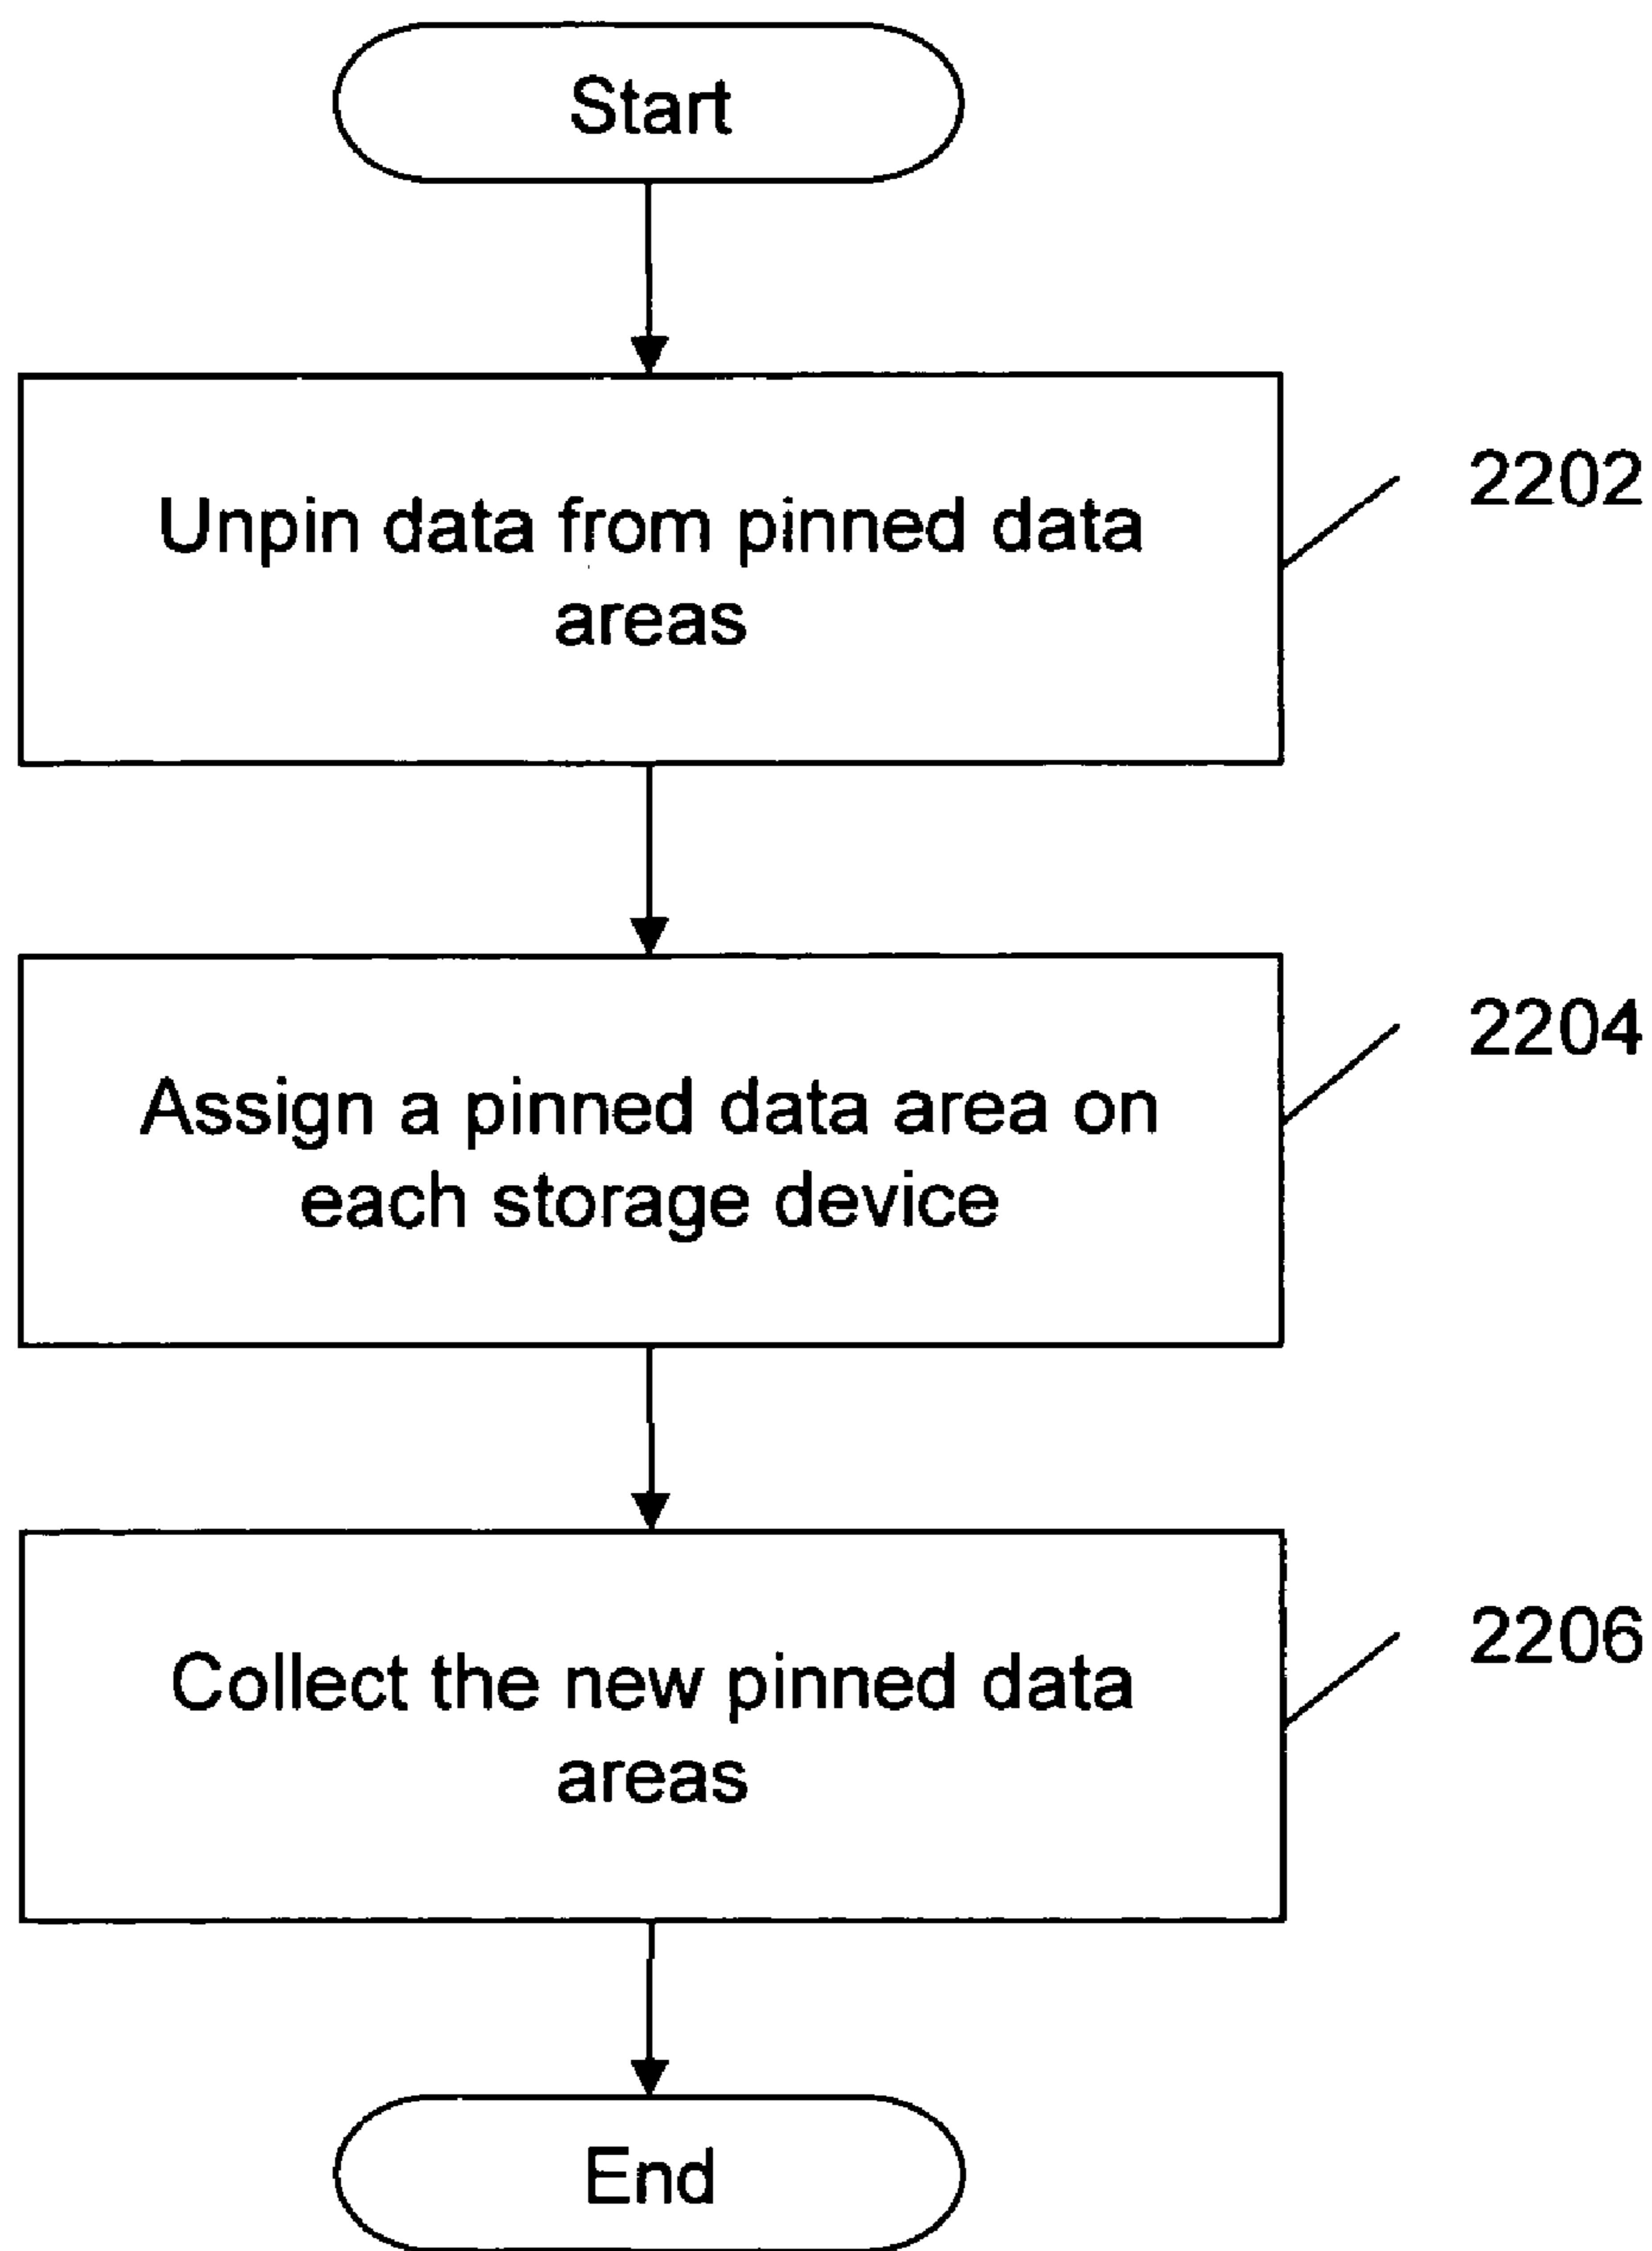 Start
Unpin data from pinned data
areas
2202
Assign a pinned data area on
each storage device
2204
Collect the new pinned data
areas
2206
End